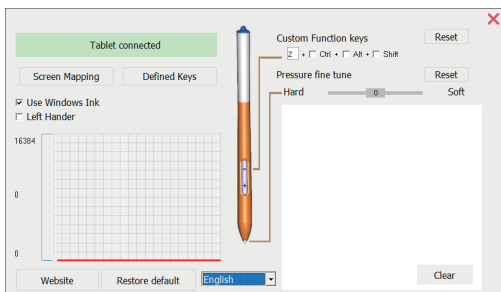 Tablet connected
Custom Function keys
Reset
Z + Ctrl + Alt + Shift
Screen Mapping
Defined Keys
Pressure fine tune
Reset
Hard
0
Soft
Use Windows Ink
Left Hander
16384
0
0
Website
Restore default
English
Clear